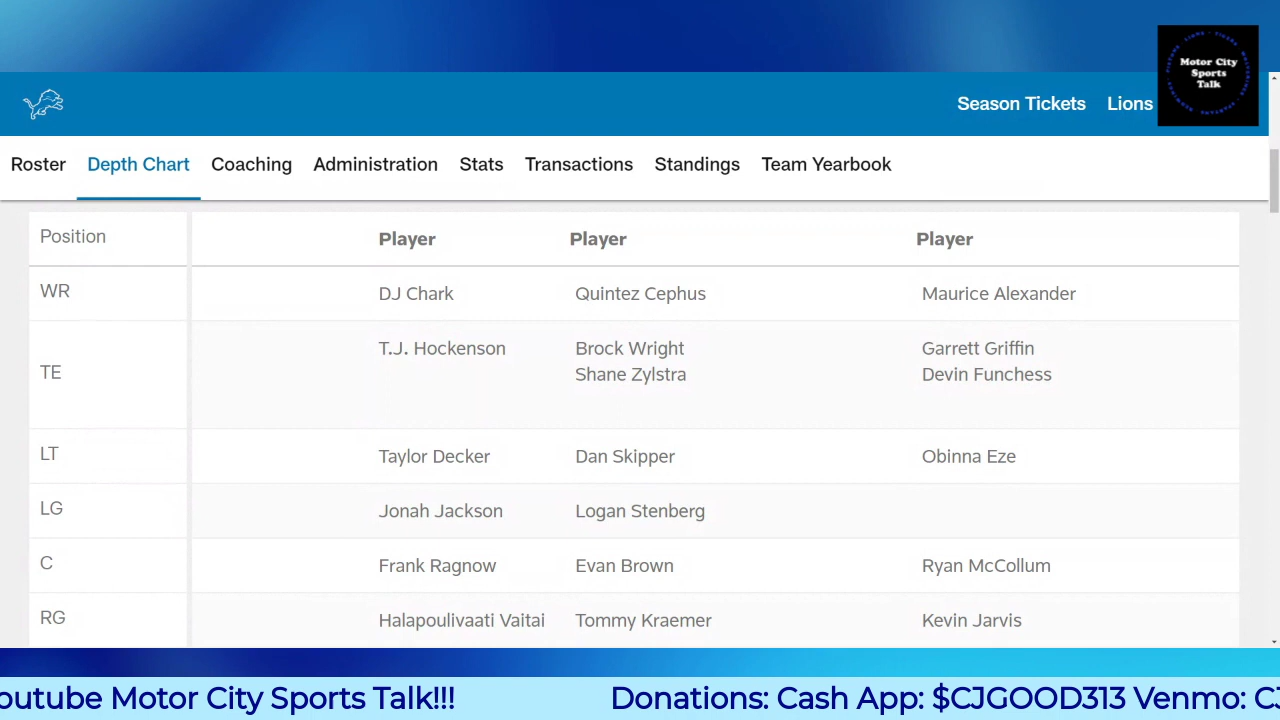 Motor City
Sports
Talk
Season Tickets Lions
Roster Depth Chart Coaching Administration Stats Transactions Standings Team Yearbook
Position Player Player Player
WR DJ Chark Quintez Cephus Maurice Alexander
TE T.J. Hockenson Brock Wright Garrett Griffin
Shane Zylstra Devin Funchess
LT Taylor Decker Dan Skipper Obinna Eze
LG Jonah Jackson Logan Stenberg
C Frank Ragnow Evan Brown Ryan McCollum
RG Halapoulivaati Vaitai Tommy Kraemer Kevin Jarvis
outube Motor City Sports Talk!!! Donations: Cash App: $CJGOOD313 Venmo: CJ